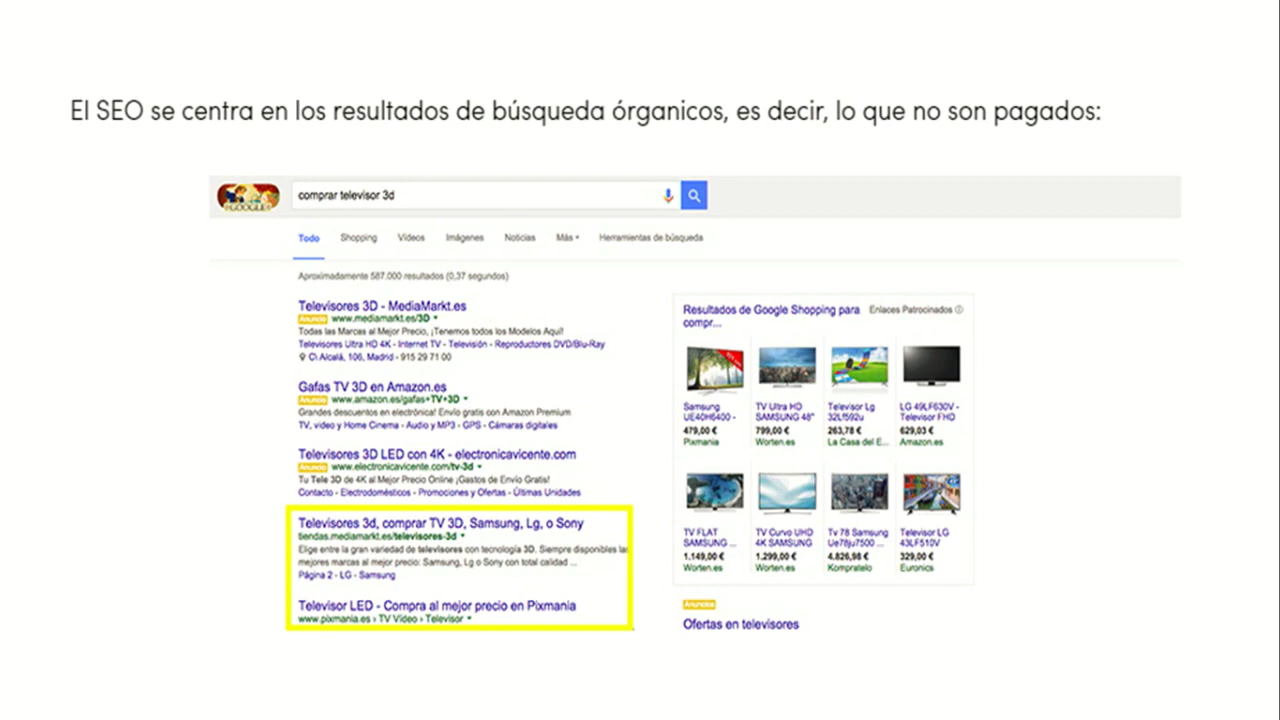 El SEO se centra en los resultados de búsqueda órganicos, es decir, lo que no son pagados:
GOOGLE
comprar televisor 3d
Todo Shopping Vídeos Imágenes Noticias Más Herramientas de búsqueda
Aproximadamente 587.000 resultados (0,37 segundos)
Televisores 3D - MediaMarkt.es
Anuncio www.mediamarkt.es/3D
Todas las Marcas al Mejor Precio, ¡Tenemos todos los Modelos Aquí!
Televisores Ultra HD 4K - Internet TV - Televisión - Reproductores DVD/Blu-Ray
C\ Alcalá, 106, Madrid - 915 29 71 00
Gafas TV 3D en Amazon.es
Anuncio www.amazon.es/gafas+TV+3D
Grandes descuentos en electrónica! Envío gratis con Amazon Premium
TV, video y Home Cinema - Audio y MP3 - GPS - Cámaras digitales
Televisores 3D LED con 4K - electronicavicente.com
Anuncio www.electronicavicente.com/tv-3d
Tu Tele 3D de 4K al Mejor Precio Online ¡Gastos de Envío Gratis!
Contacto - Electrodomésticos - Promociones y Ofertas - Últimas Unidades
Televisores 3d, comprar TV 3D, Samsung, Lg, o Sony
tiendas.mediamarkt.es/televisores-3d
Elige entre la gran variedad de televisores con tecnología 3D. Siempre disponibles las
mejores marcas al mejor precio: Samsung, Lg o Sony con total calidad ...
Página 2 - LG - Samsung
Televisor LED - Compra al mejor precio en Pixmania
www.pixmania.es › TV Vídeo › Televisor
Resultados de Google Shopping para Enlaces Patrocinados
compr...
Samsung TV Ultra HD Televisor Lg LG 49LF630V -
UE40H6400 - SAMSUNG 48" 32Lf592u Televisor FHD
479,00 € 799,00 € 263,78 € 629,03 €
Pixmania Worten.es La Casa del E... Amazon.es
TV FLAT TV Curvo UHD Tv 78 Samsung Televisor LG
SAMSUNG ... 4K SAMSUNG Ue78ju7500 ... 43LF510V
1.149,00 € 1.299,00 € 4.826,98 € 329,00 €
Worten.es Worten.es Kompratelo Euronics
Anuncios
Ofertas en televisores